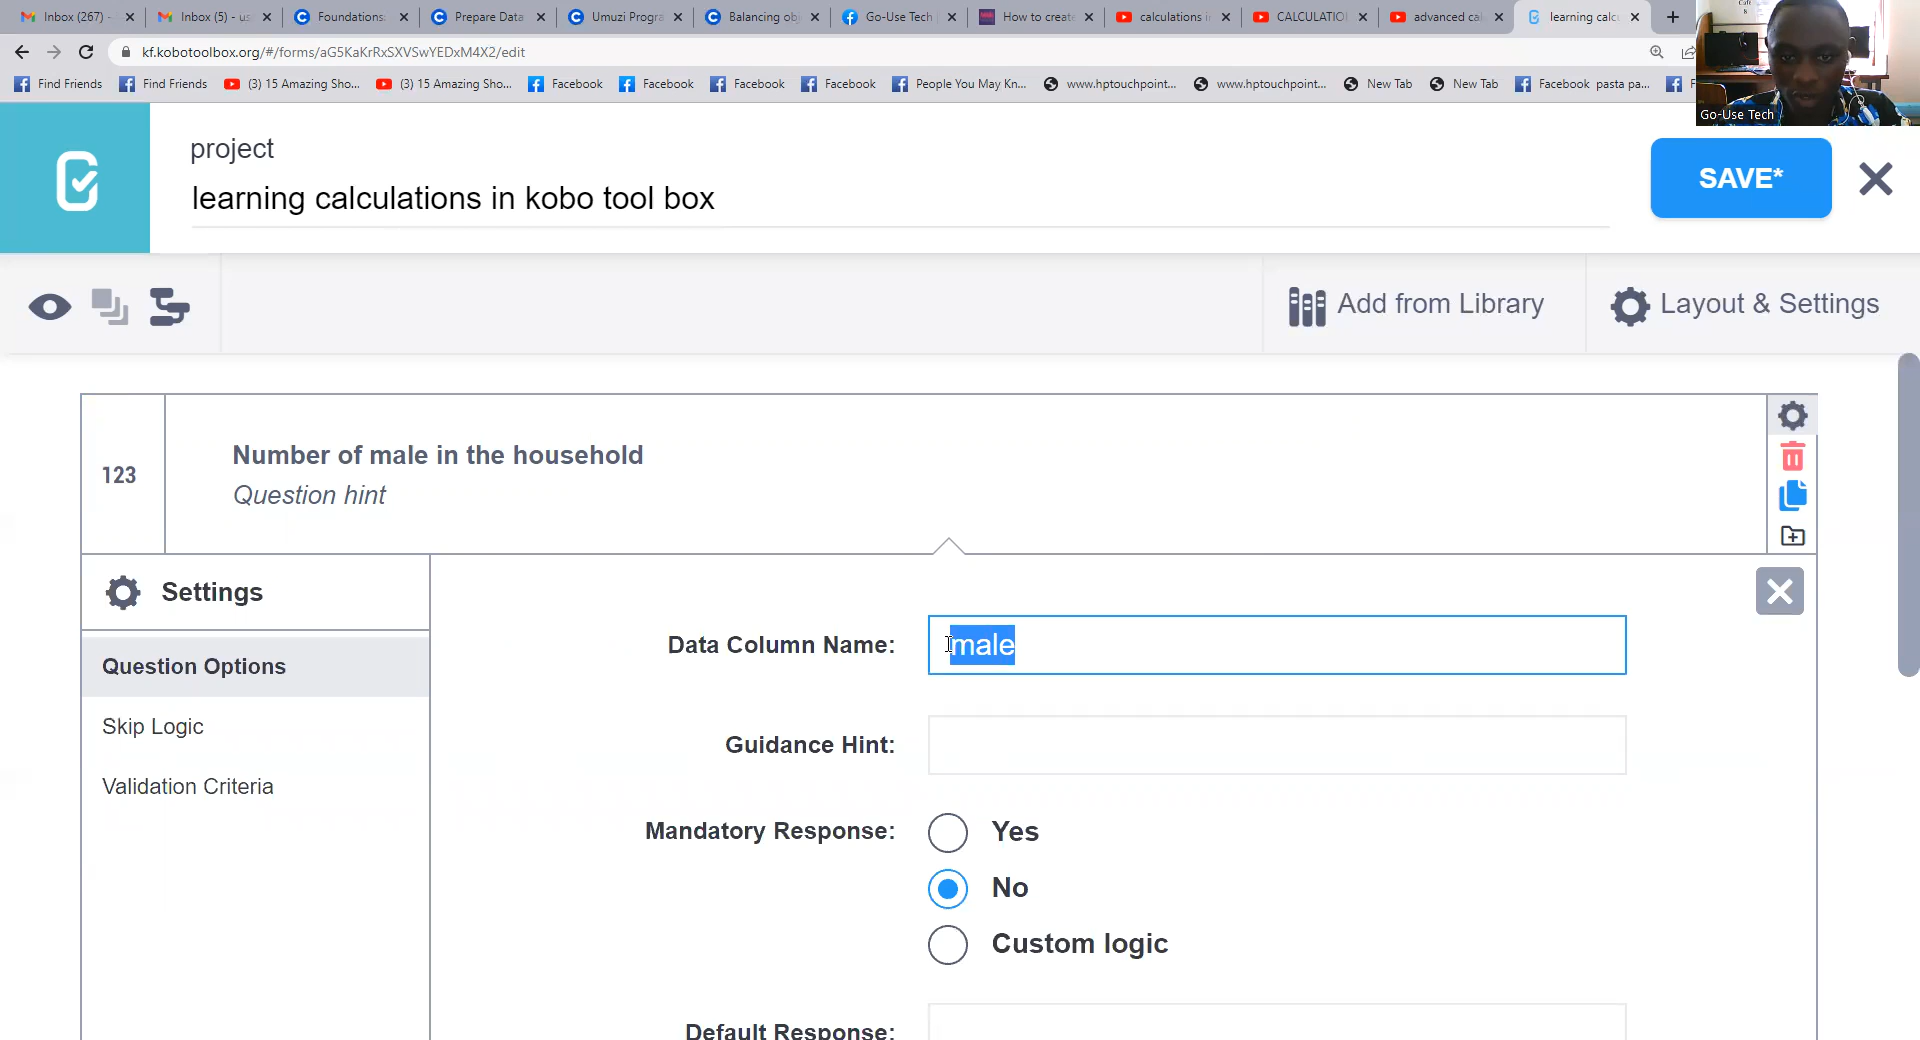 Inbox (267) -
Inbox (5) - us
Foundations:
Prepare Data
Umuzi Progra
Balancing obj
Go-Use Tech
How to create
calculations i
CALCULATIO
advanced cal
learning calc
kf.kobotoolbox.org/#/forms/aG5KaKrRxSXVSwYEDxM4X2/edit
Find Friends
Find Friends
(3) 15 Amazing Sho...
(3) 15 Amazing Sho...
Facebook
Facebook
Facebook
Facebook
People You May Kn...
www.hptouchpoint...
www.hptouchpoint...
New Tab
New Tab
Facebook pasta pa...
Go-Use Tech
project
learning calculations in kobo tool box
SAVE*
Add from Library
Layout & Settings
123
Number of male in the household
Question hint
Settings
Question Options
Skip Logic
Validation Criteria
Data Column Name:
male
Guidance Hint:
Mandatory Response:
Yes
No
Custom logic
Default Response: